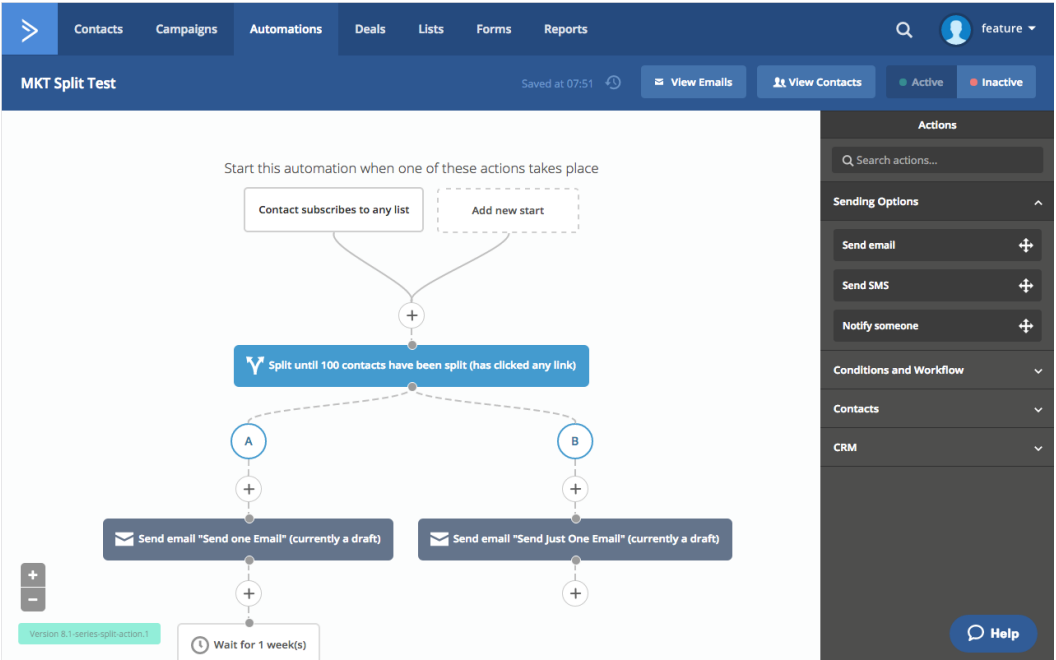 Contacts Campaigns Automations Deals Lists Forms Reports feature
MKT Split Test
Saved at 07:51
View Emails
View Contacts
Active
Inactive
Start this automation when one of these actions takes place
Contact subscribes to any list
Add new start
+
Split until 100 contacts have been split (has clicked any link)
A
B
+
+
Send email "Send one Email" (currently a draft)
Send email "Send Just One Email" (currently a draft)
+
+
Wait for 1 week(s)
+
−
Version 8.1-series-split-action.1
Actions
Search actions...
Sending Options
Send email
Send SMS
Notify someone
Conditions and Workflow
Contacts
CRM
Help